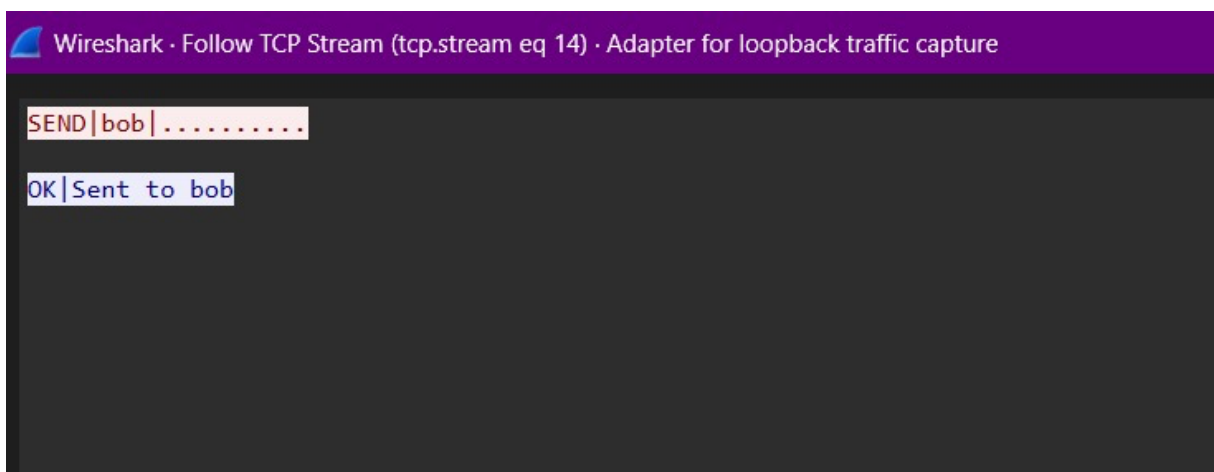 Wireshark · Follow TCP Stream (tcp.stream eq 14) · Adapter for loopback traffic capture
SEND|bob|..........
OK|Sent to bob